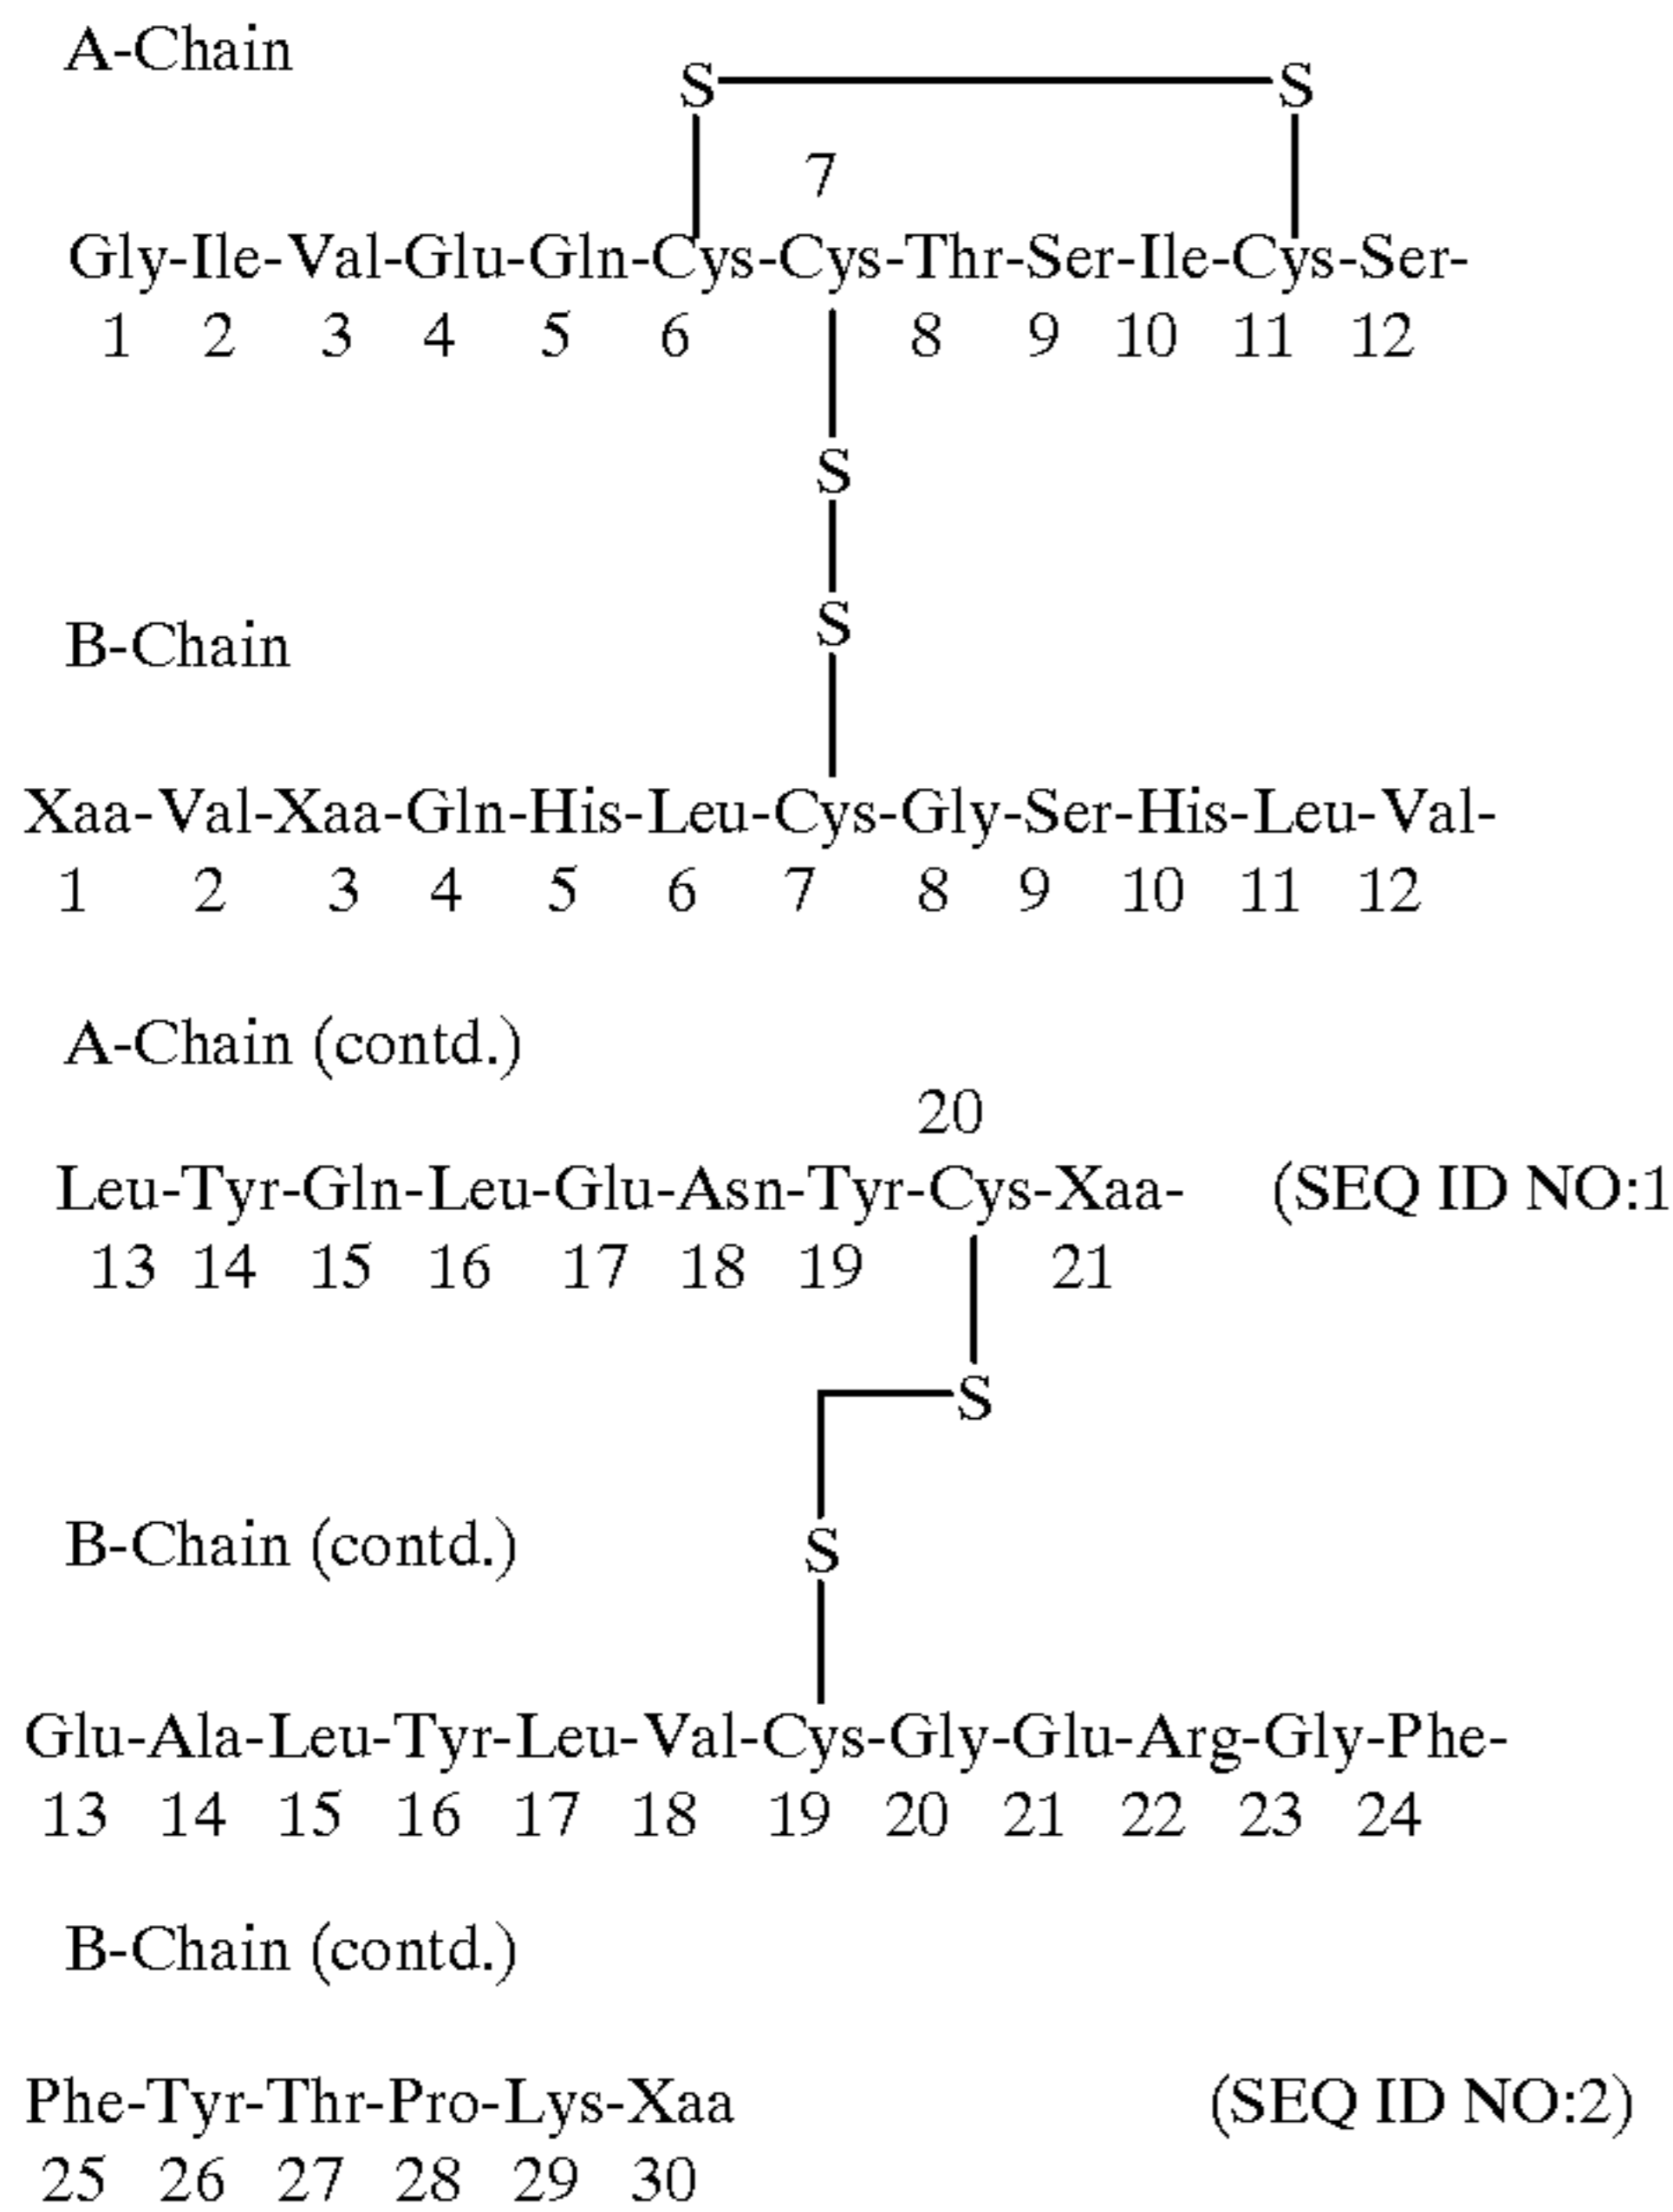 A-Chain
S S
7
Gly-Ile-Val-Glu-Gln-Cys-Cys-Thr-Ser-Ile-Cys-Ser-
1 2 3 4 5 6 8 9 10 11 12
S
S
B-Chain
Xaa-Val-Xaa-Gln-His-Leu-Cys-Gly-Ser-His-Leu-Val-
1 2 3 4 5 6 7 8 9 10 11 12
A-Chain (contd.)
20
Leu-Tyr-Gln-Leu-Glu-Asn-Tyr-Cys-Xaa- (SEQ ID NO:1
13 14 15 16 17 18 19 21
S
B-Chain (contd.) S
Glu-Ala-Leu-Tyr-Leu-Val-Cys-Gly-Glu-Arg-Gly-Phe-
13 14 15 16 17 18 19 20 21 22 23 24
B-Chain (contd.)
Phe-Tyr-Thr-Pro-Lys-Xaa (SEQ ID NO:2)
25 26 27 28 29 30